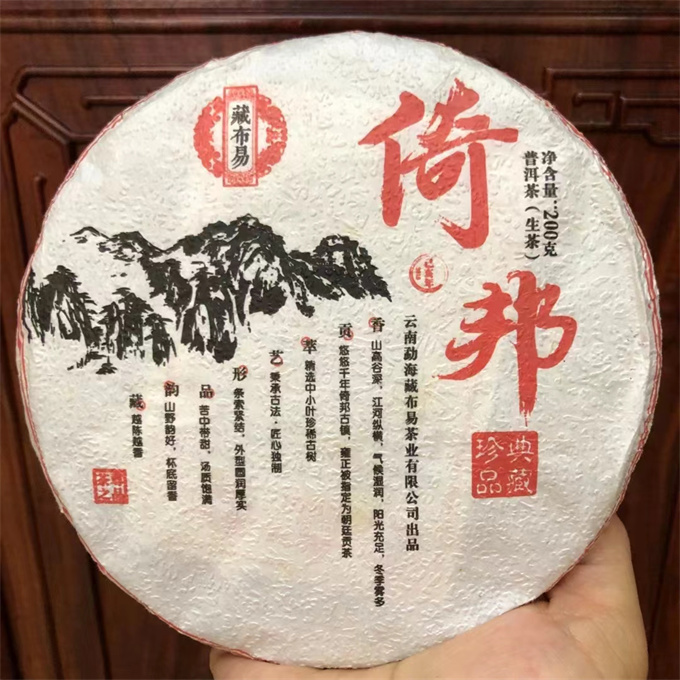 藏布易
倚邦
净含量：200克
普洱茶（生茶）
己亥年
典藏
珍品
云南勐海藏布易茶业有限公司出品
香 山高谷深，江河纵横，气候温润，阳光充足，冬季雾多
贡 悠悠千年倚邦古镇，雍正被指定为朝廷贡茶
萃 精选中小叶珍稀古树
艺 秉承古法·匠心独制
形 条索紧结，外型圆润厚实
品 苦中带甜，汤质饱满
韵 山野韵好，杯底留香
藏 越陈越香